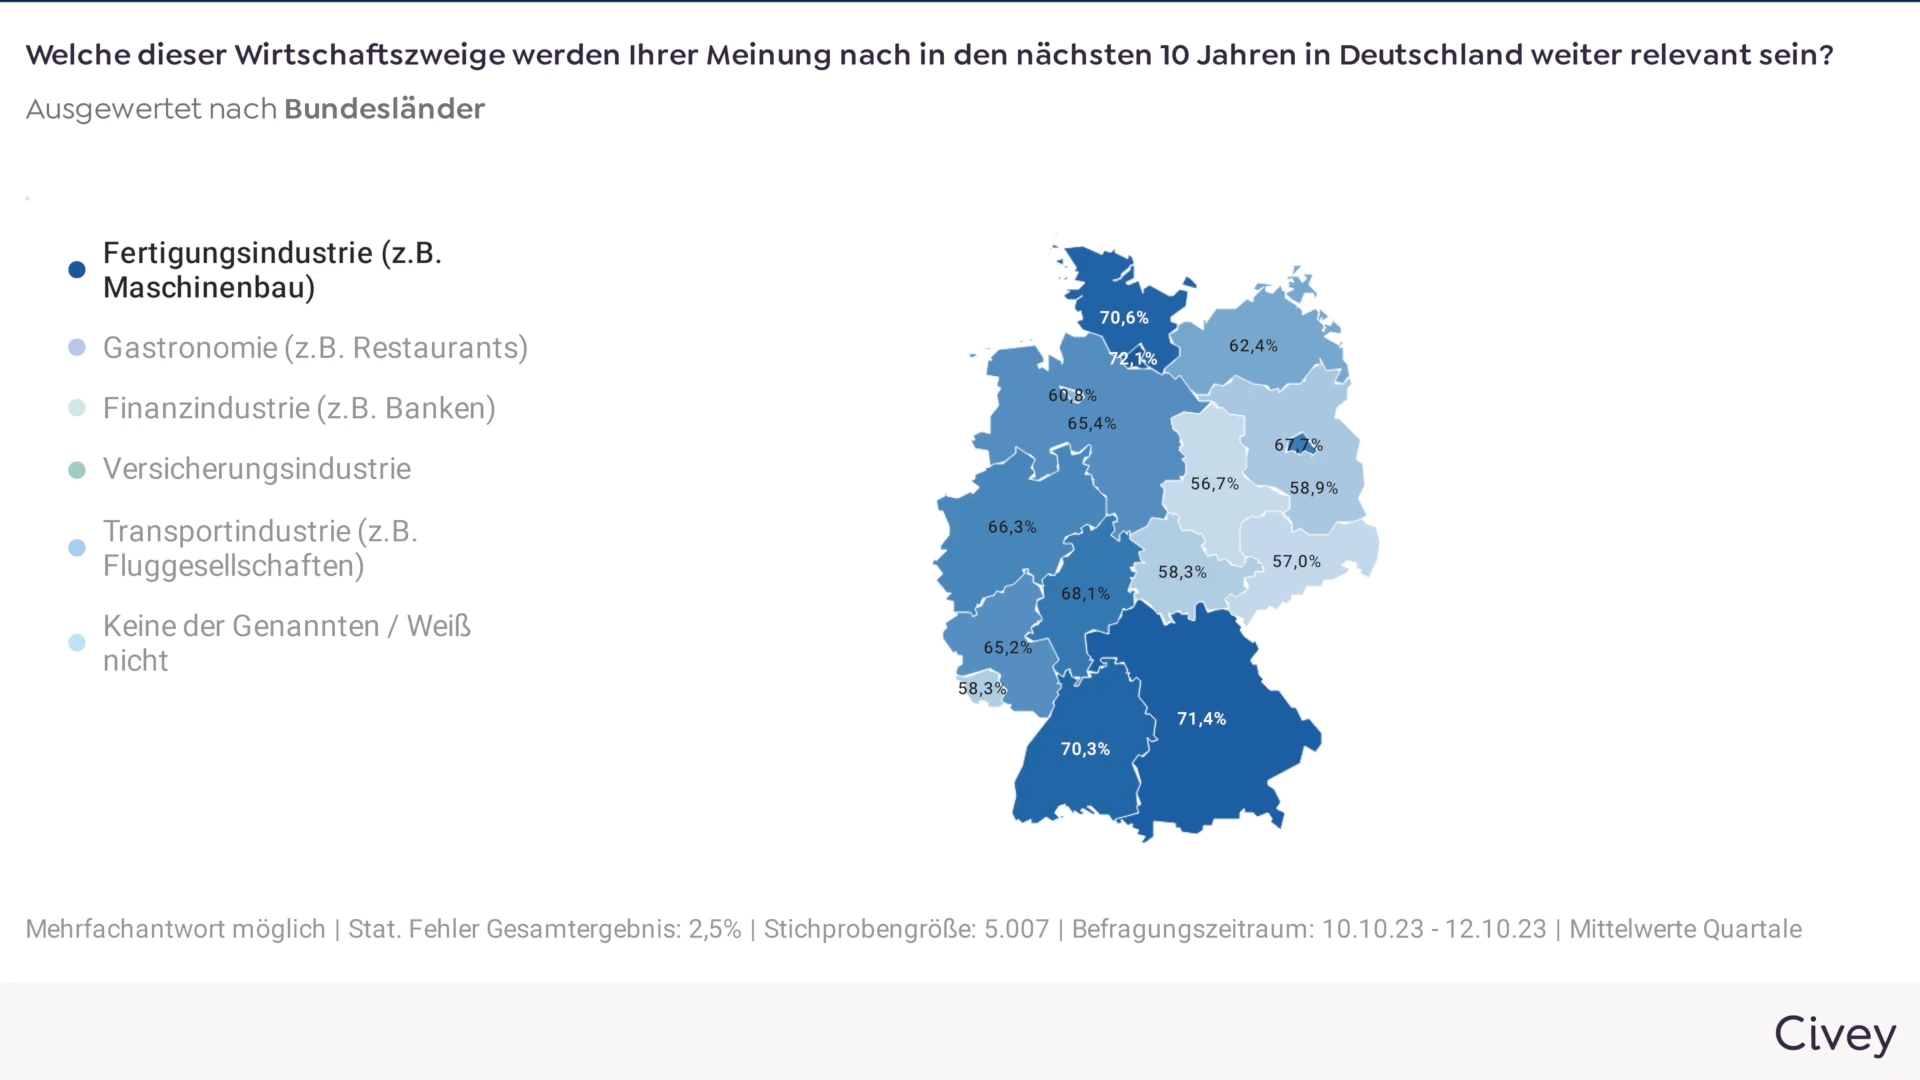 Welche dieser Wirtschaftszweige werden Ihrer Meinung nach in den nächsten 10 Jahren in Deutschland weiter relevant sein?
Ausgewertet nach Bundesländer
Fertigungsindustrie (z.B.
Maschinenbau)
Gastronomie (z.B. Restaurants)
Finanzindustrie (z.B. Banken)
Versicherungsindustrie
Transportindustrie (z.B.
Fluggesellschaften)
Keine der Genannten / Weiß
nicht
70,6%
62,4%
72,1%
60,8%
65,4%
67,7%
56,7%
58,9%
66,3%
57,0%
58,3%
68,1%
65,2%
58,3%
71,4%
70,3%
Mehrfachantwort möglich | Stat. Fehler Gesamtergebnis: 2,5% | Stichprobengröße: 5.007 | Befragungszeitraum: 10.10.23 - 12.10.23 | Mittelwerte Quartale
Civey